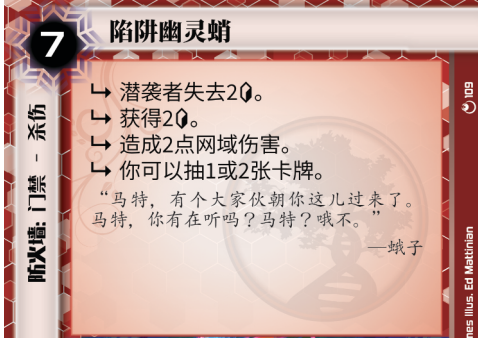 7
陷阱幽灵蛸
↳ 潜袭者失去2。
↳ 获得2。
↳ 造成2点网域伤害。
↳ 你可以抽1或2张卡牌。
“马特，有个大家伙朝你这儿过来了。
马特，你有在听吗？马特？哦不。”
—蛾子
防火墙：门禁 - 杀伤
109
mes Illus. Ed Mattinian